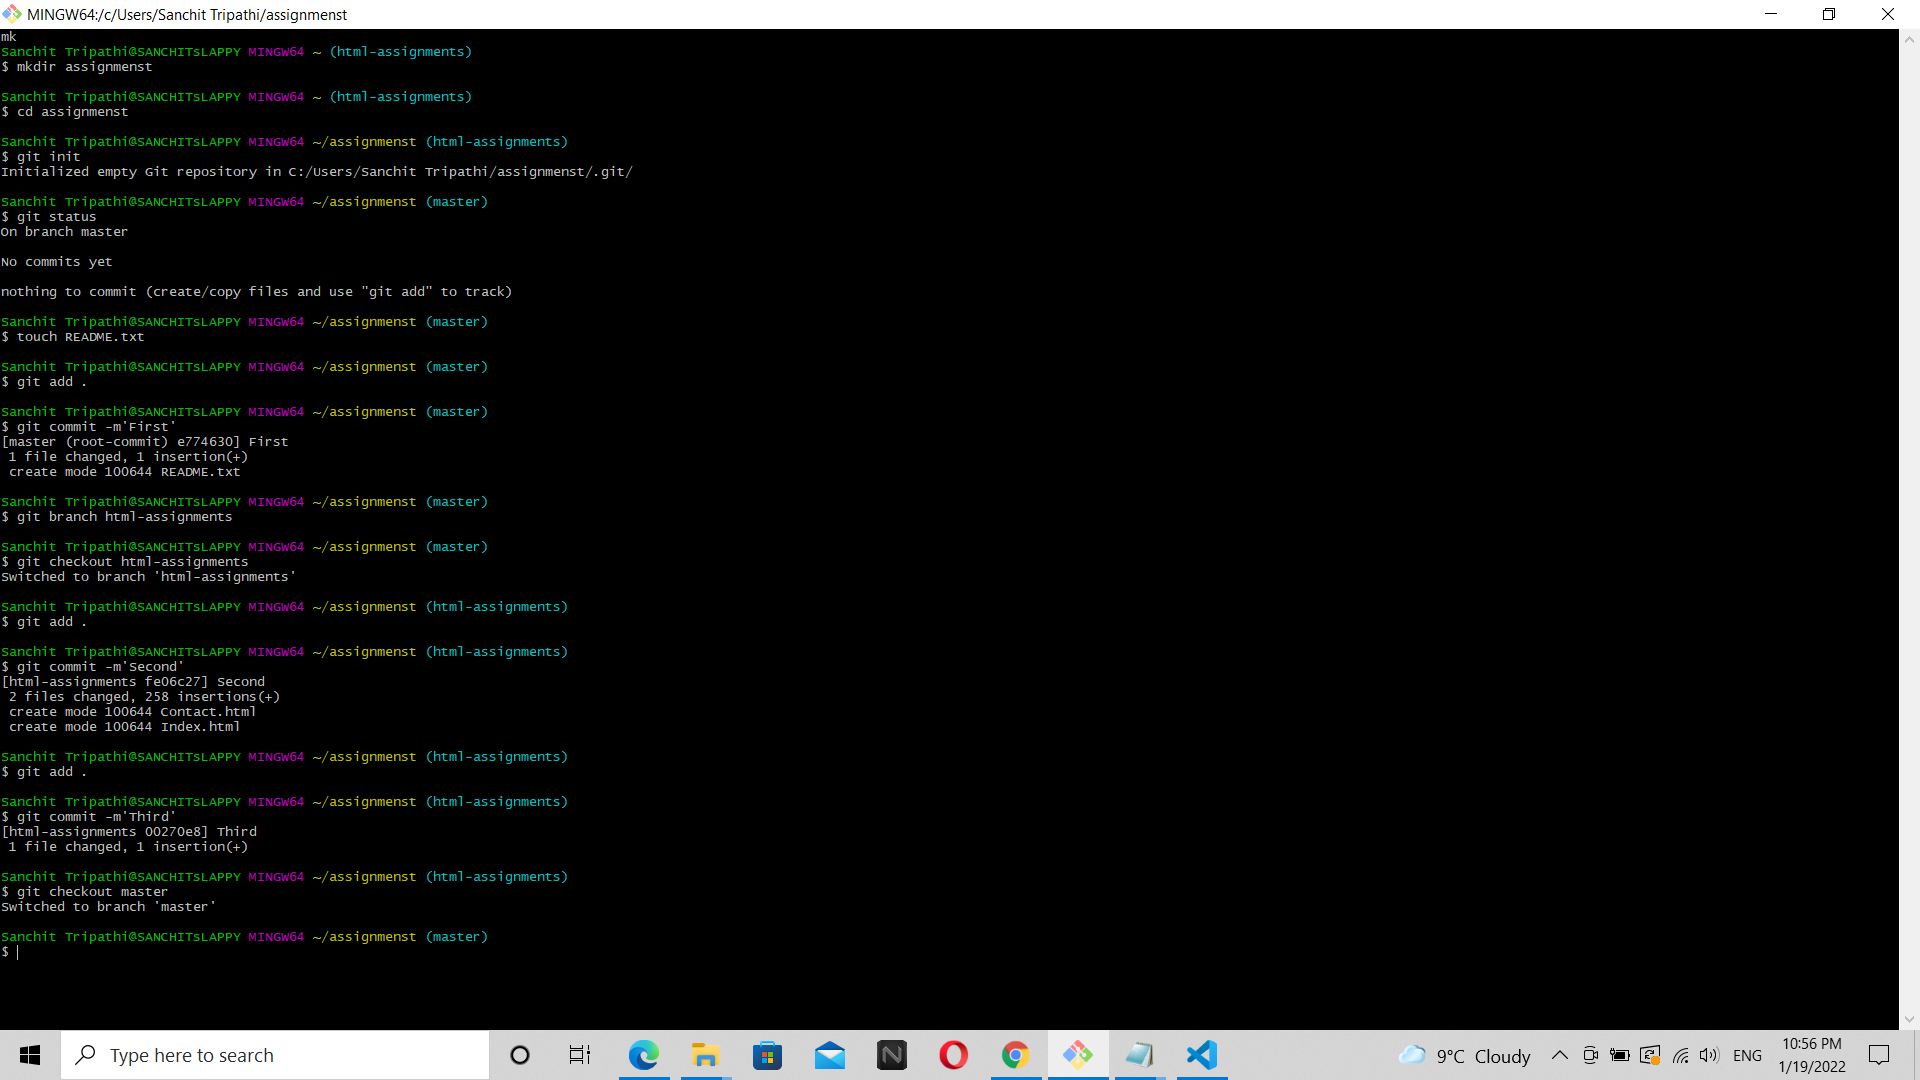 MINGW64:/c/Users/Sanchit Tripathi/assignmenst
mk
Sanchit Tripathi@SANCHITsLAPPY MINGW64 ~ (html-assignments)
$ mkdir assignmenst
Sanchit Tripathi@SANCHITsLAPPY MINGW64 ~ (html-assignments)
$ cd assignmenst
Sanchit Tripathi@SANCHITsLAPPY MINGW64 ~/assignmenst (html-assignments)
$ git init
Initialized empty Git repository in C:/Users/Sanchit Tripathi/assignmenst/.git/
Sanchit Tripathi@SANCHITsLAPPY MINGW64 ~/assignmenst (master)
$ git status
On branch master
No commits yet
nothing to commit (create/copy files and use "git add" to track)
Sanchit Tripathi@SANCHITsLAPPY MINGW64 ~/assignmenst (master)
$ touch README.txt
Sanchit Tripathi@SANCHITsLAPPY MINGW64 ~/assignmenst (master)
$ git add .
Sanchit Tripathi@SANCHITsLAPPY MINGW64 ~/assignmenst (master)
$ git commit -m'First'
[master (root-commit) e774630] First
1 file changed, 1 insertion(+)
create mode 100644 README.txt
Sanchit Tripathi@SANCHITsLAPPY MINGW64 ~/assignmenst (master)
$ git branch html-assignments
Sanchit Tripathi@SANCHITsLAPPY MINGW64 ~/assignmenst (master)
$ git checkout html-assignments
Switched to branch 'html-assignments'
Sanchit Tripathi@SANCHITsLAPPY MINGW64 ~/assignmenst (html-assignments)
$ git add .
Sanchit Tripathi@SANCHITsLAPPY MINGW64 ~/assignmenst (html-assignments)
$ git commit -m'Second'
[html-assignments fe06c27] Second
2 files changed, 258 insertions(+)
create mode 100644 Contact.html
create mode 100644 Index.html
Sanchit Tripathi@SANCHITsLAPPY MINGW64 ~/assignmenst (html-assignments)
$ git add .
Sanchit Tripathi@SANCHITsLAPPY MINGW64 ~/assignmenst (html-assignments)
$ git commit -m'Third'
[html-assignments 00270e8] Third
1 file changed, 1 insertion(+)
Sanchit Tripathi@SANCHITsLAPPY MINGW64 ~/assignmenst (html-assignments)
$ git checkout master
Switched to branch 'master'
Sanchit Tripathi@SANCHITsLAPPY MINGW64 ~/assignmenst (master)
$
Type here to search
N
9°C Cloudy
ENG
10:56 PM
1/19/2022